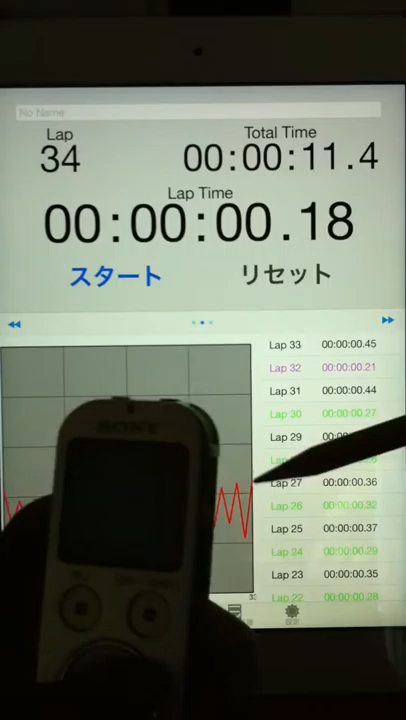 No Name
Lap
Total Time
34
00:00:11.4
Lap Time
00:00:00.18
スタート
リセット
Lap 33 00:00:00.45
Lap 32 00:00:00.21
Lap 31 00:00:00.44
Lap 30 00:00:00.27
Lap 29
SONY
Lap 27 00:00:00.36
Lap 26 00:00:00.32
Lap 25 00:00:00.37
Lap 24 00:00:00.29
Lap 23 00:00:00.35
Lap 22 00:00:00.28
設定